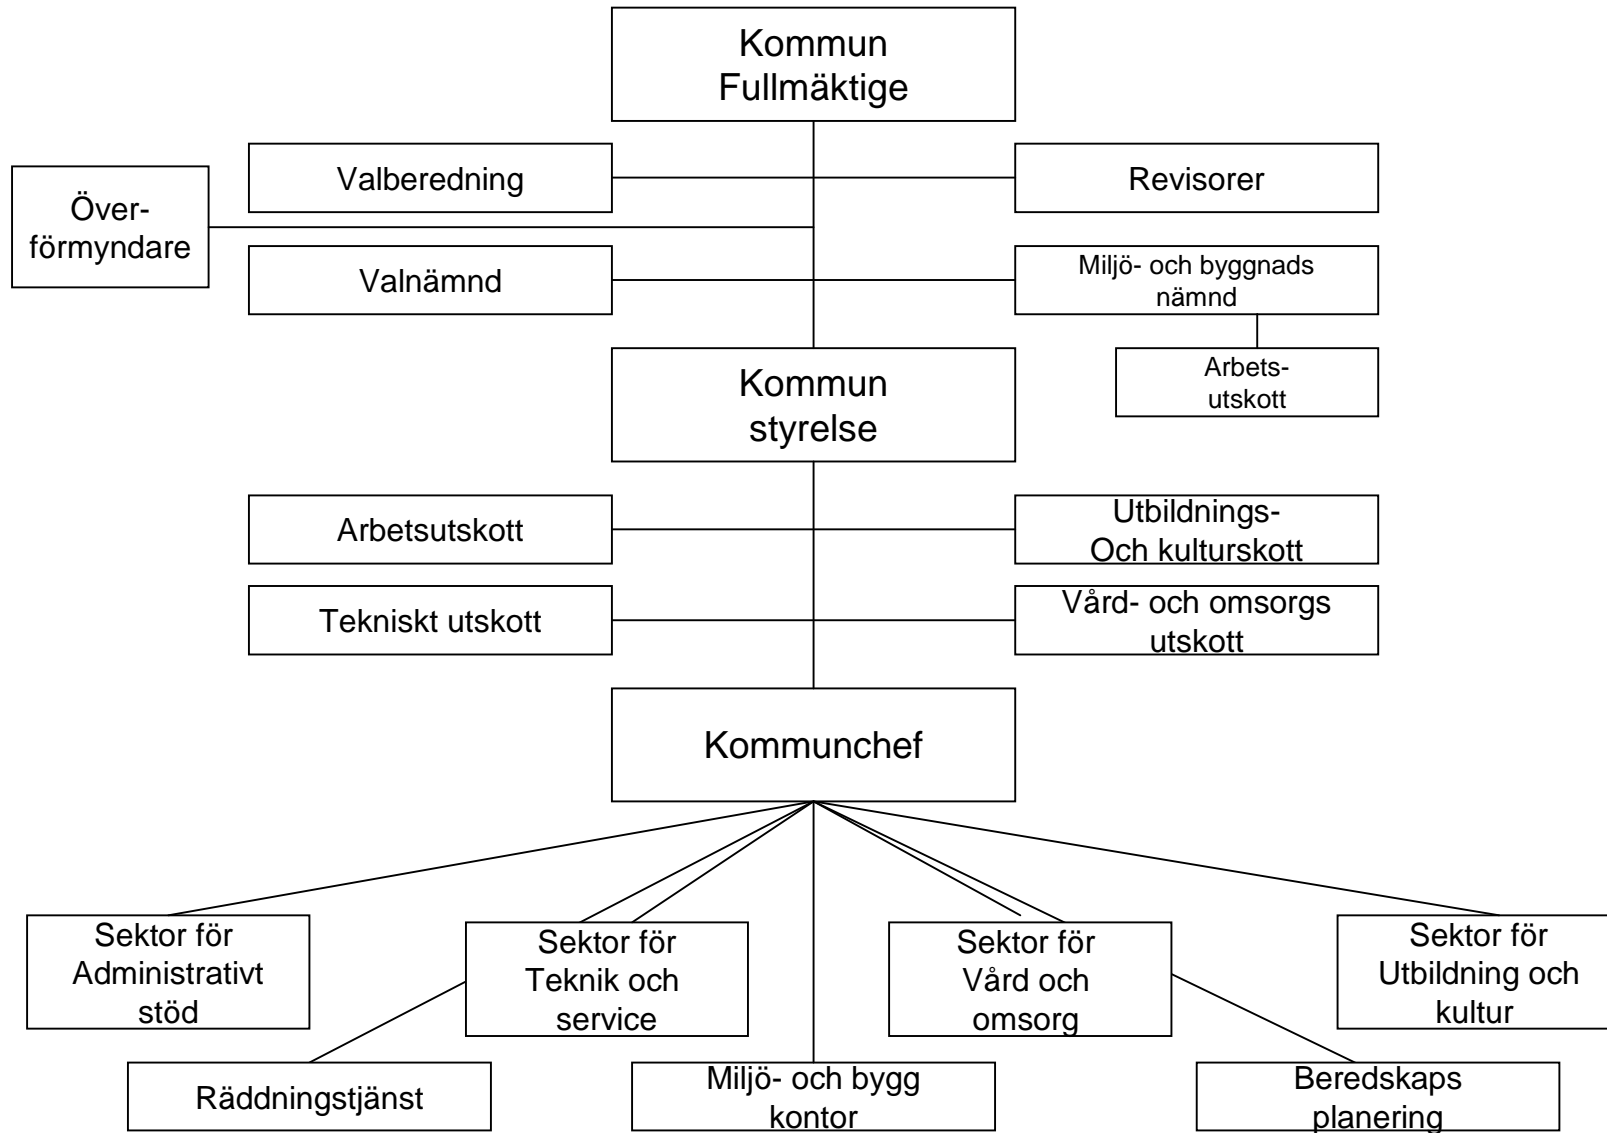 Kommun
Fullmäktige
Valberedning
Revisorer
Över-
förmyndare
Valnämnd
Miljö- och byggnads
nämnd
Arbets-
utskott
Kommun
styrelse
Arbetsutskott
Utbildnings-
Och kulturskott
Tekniskt utskott
Vård- och omsorgs
utskott
Kommunchef
Sektor för
Administrativt
stöd
Sektor för
Teknik och
service
Sektor för
Vård och
omsorg
Sektor för
Utbildning och
kultur
Räddningstjänst
Miljö- och bygg
kontor
Beredskaps
planering